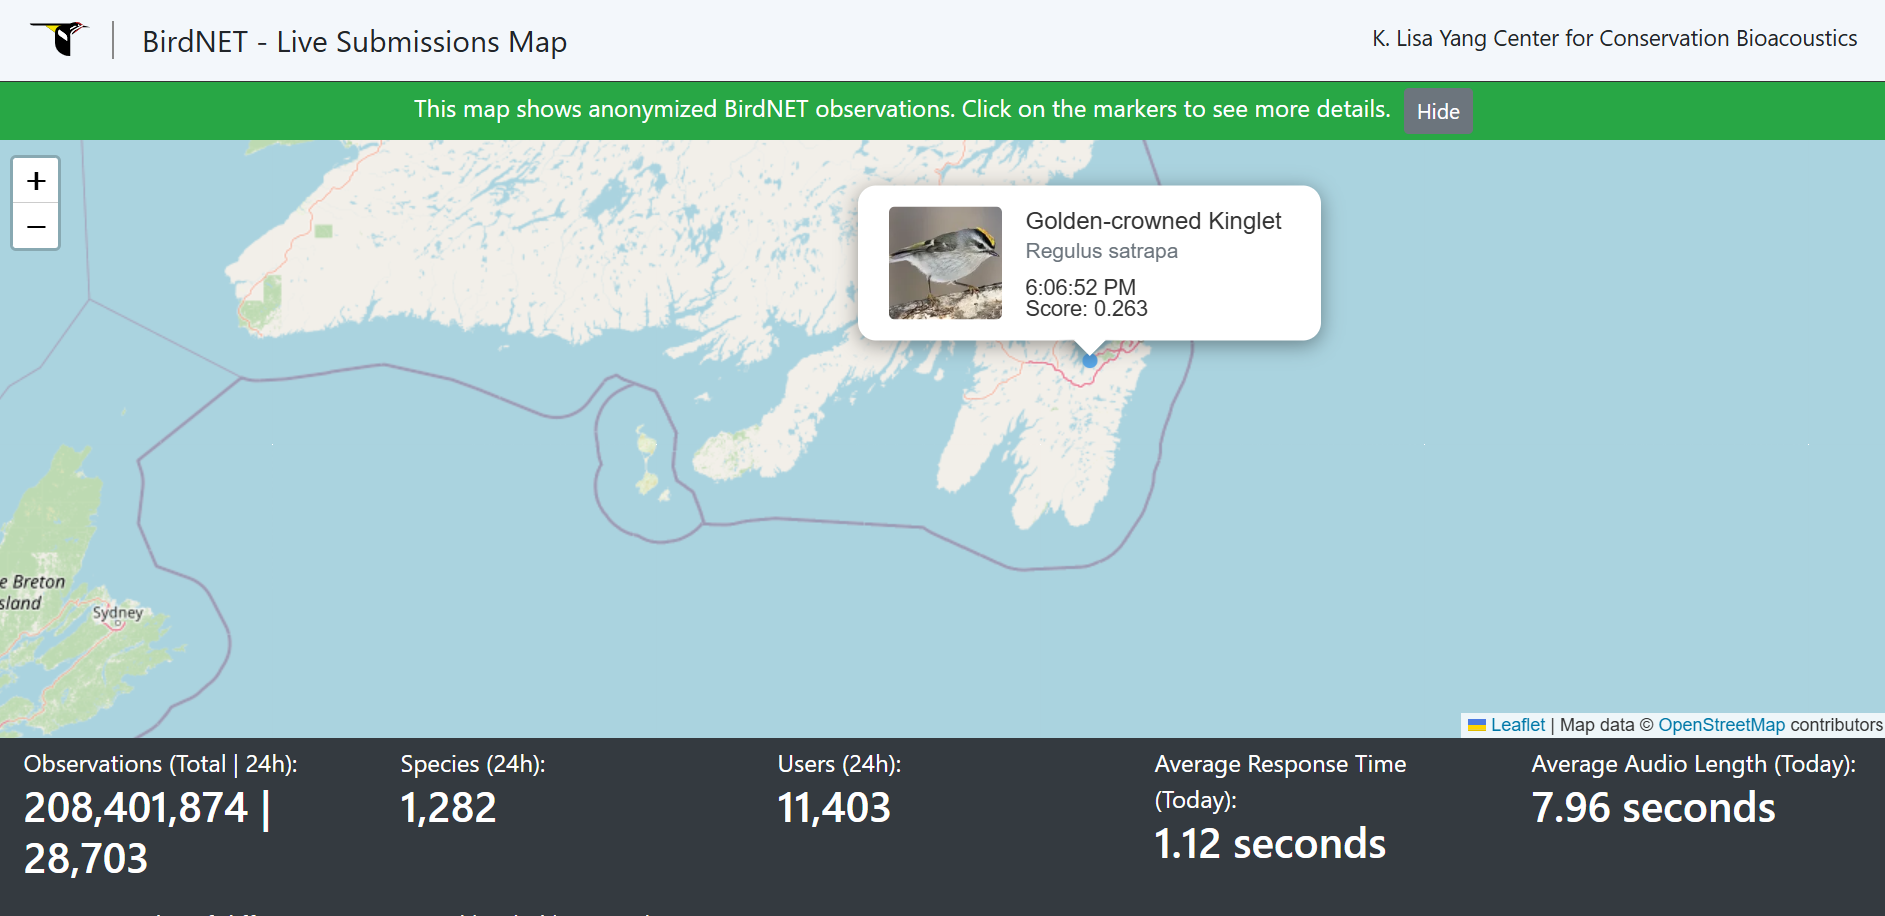 BirdNET - Live Submissions Map
K. Lisa Yang Center for Conservation Bioacoustics
This map shows anonymized BirdNET observations. Click on the markers to see more details.
Hide
+
−
Golden-crowned Kinglet
Regulus satrapa
6:06:52 PM
Score: 0.263
e Breton
sland
Sydney
Leaflet | Map data © OpenStreetMap contributors
Observations (Total | 24h):
208,401,874 |
28,703
Species (24h):
1,282
Users (24h):
11,403
Average Response Time
(Today):
1.12 seconds
Average Audio Length (Today):
7.96 seconds